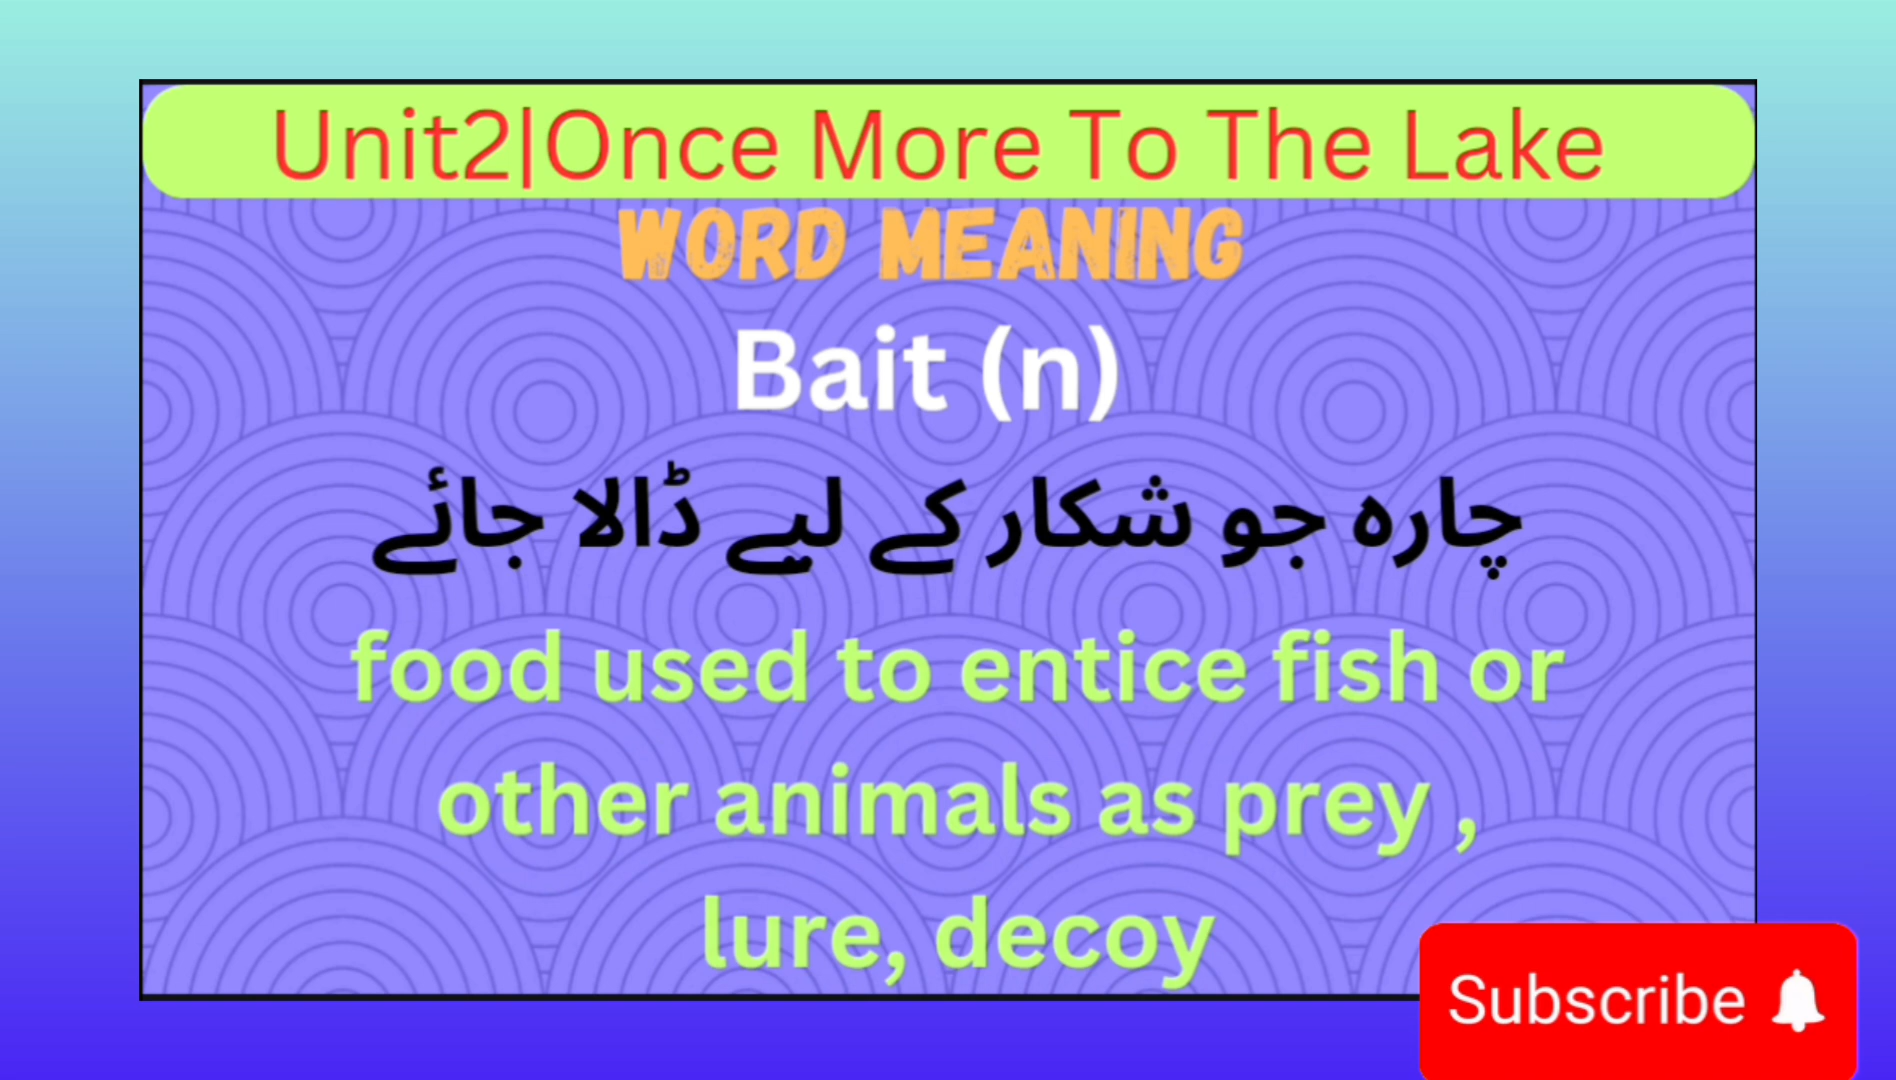 Unit2|Once More To The Lake
WORD MEANING
Bait (n)
چارہ جو شکار کے لیے ڈالا جائے
food used to entice fish or
other animals as prey ,
lure, decoy
Subscribe